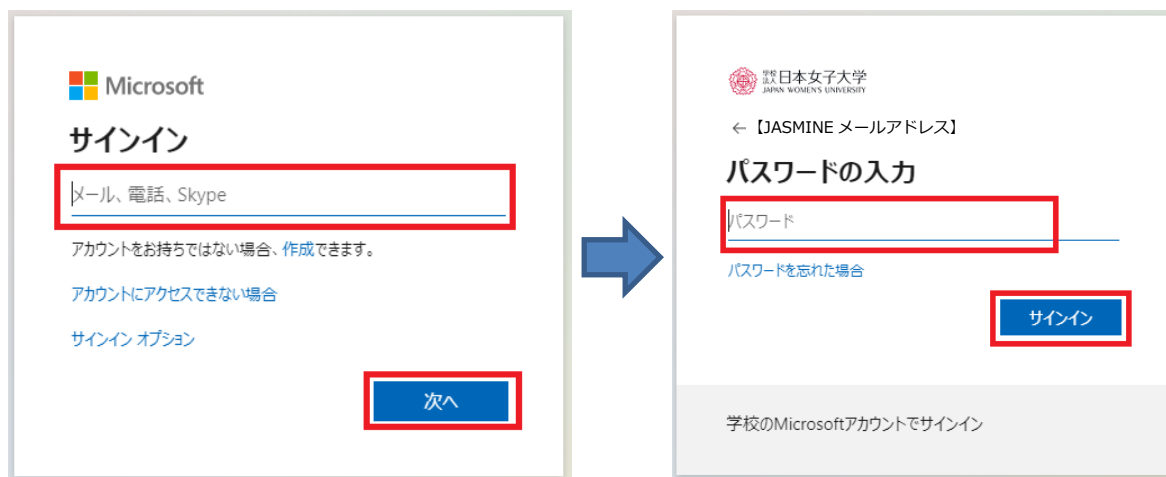 Microsoft
サインイン
メール、電話、Skype
アカウントをお持ちではない場合、作成できます。
アカウントにアクセスできない場合
サインイン オプション
次へ
学校法人日本女子大学
JAPAN WOMEN'S UNIVERSITY
← 【JASMINE メールアドレス】
パスワードの入力
パスワード
パスワードを忘れた場合
サインイン
学校のMicrosoftアカウントでサインイン